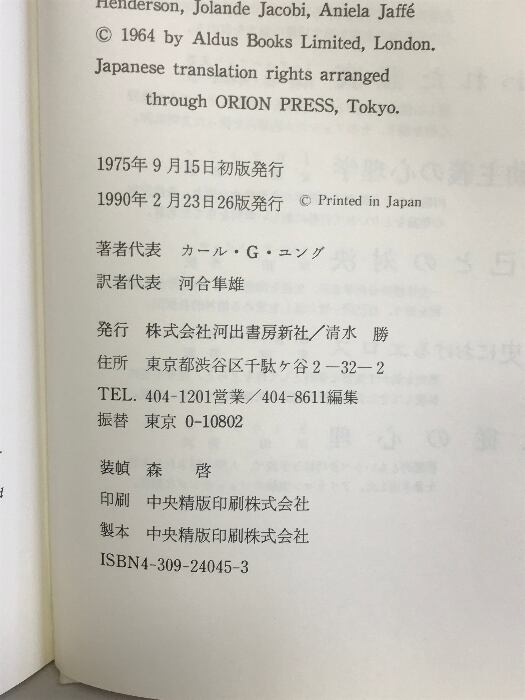 Henderson, Jolande Jacobi, Aniela Jaffé
© 1964 by Aldus Books Limited, London.
Japanese translation rights arranged
through ORION PRESS, Tokyo.
1975年9月15日初版発行
1990年2月23日26版発行 © Printed in Japan
著者代表 カール・G・ユング
訳者代表 河合隼雄
発行 株式会社河出書房新社/清水 勝
住所 東京都渋谷区千駄ケ谷2-32-2
TEL. 404-1201営業/404-8611編集
振替 東京 0-10802
装幀 森 啓
印刷 中央精版印刷株式会社
製本 中央精版印刷株式会社
ISBN4-309-24045-3